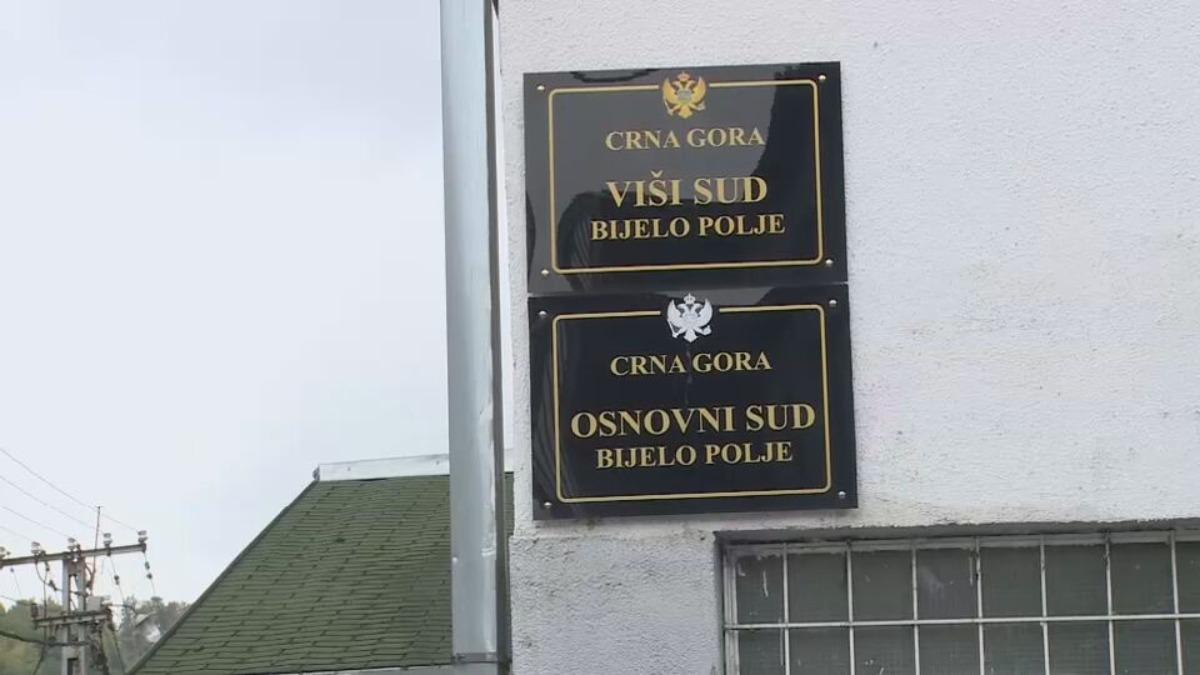 CRNA GORA
VIŠI SUD
BIJELO POLJE
CRNA GORA
OSNOVNI SUD
BIJELO POLJE